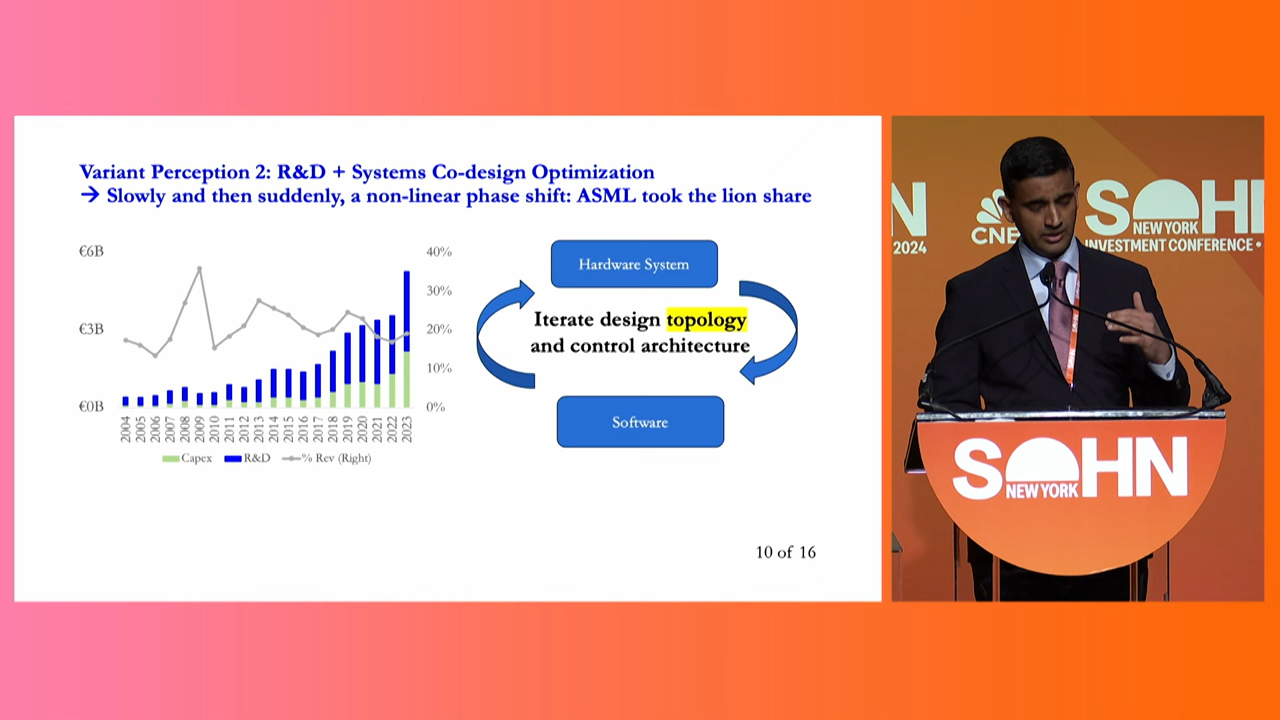 Variant Perception 2: R&D + Systems Co-design Optimization
→ Slowly and then suddenly, a non-linear phase shift: ASML took the lion share
€6B
€3B
€0B
40%
30%
20%
10%
0%
2004 2005 2006 2007 2008 2009 2010 2011 2012 2013 2014 2015 2016 2017 2018 2019 2020 2021 2022 2023
Capex R&D % Rev (Right)
Hardware System
Iterate design topology
and control architecture
Software
10 of 16
N
2024
CNB
SOH
NEW YORK
INVESTMENT CONFERENCE •
SOHN
NEW YORK